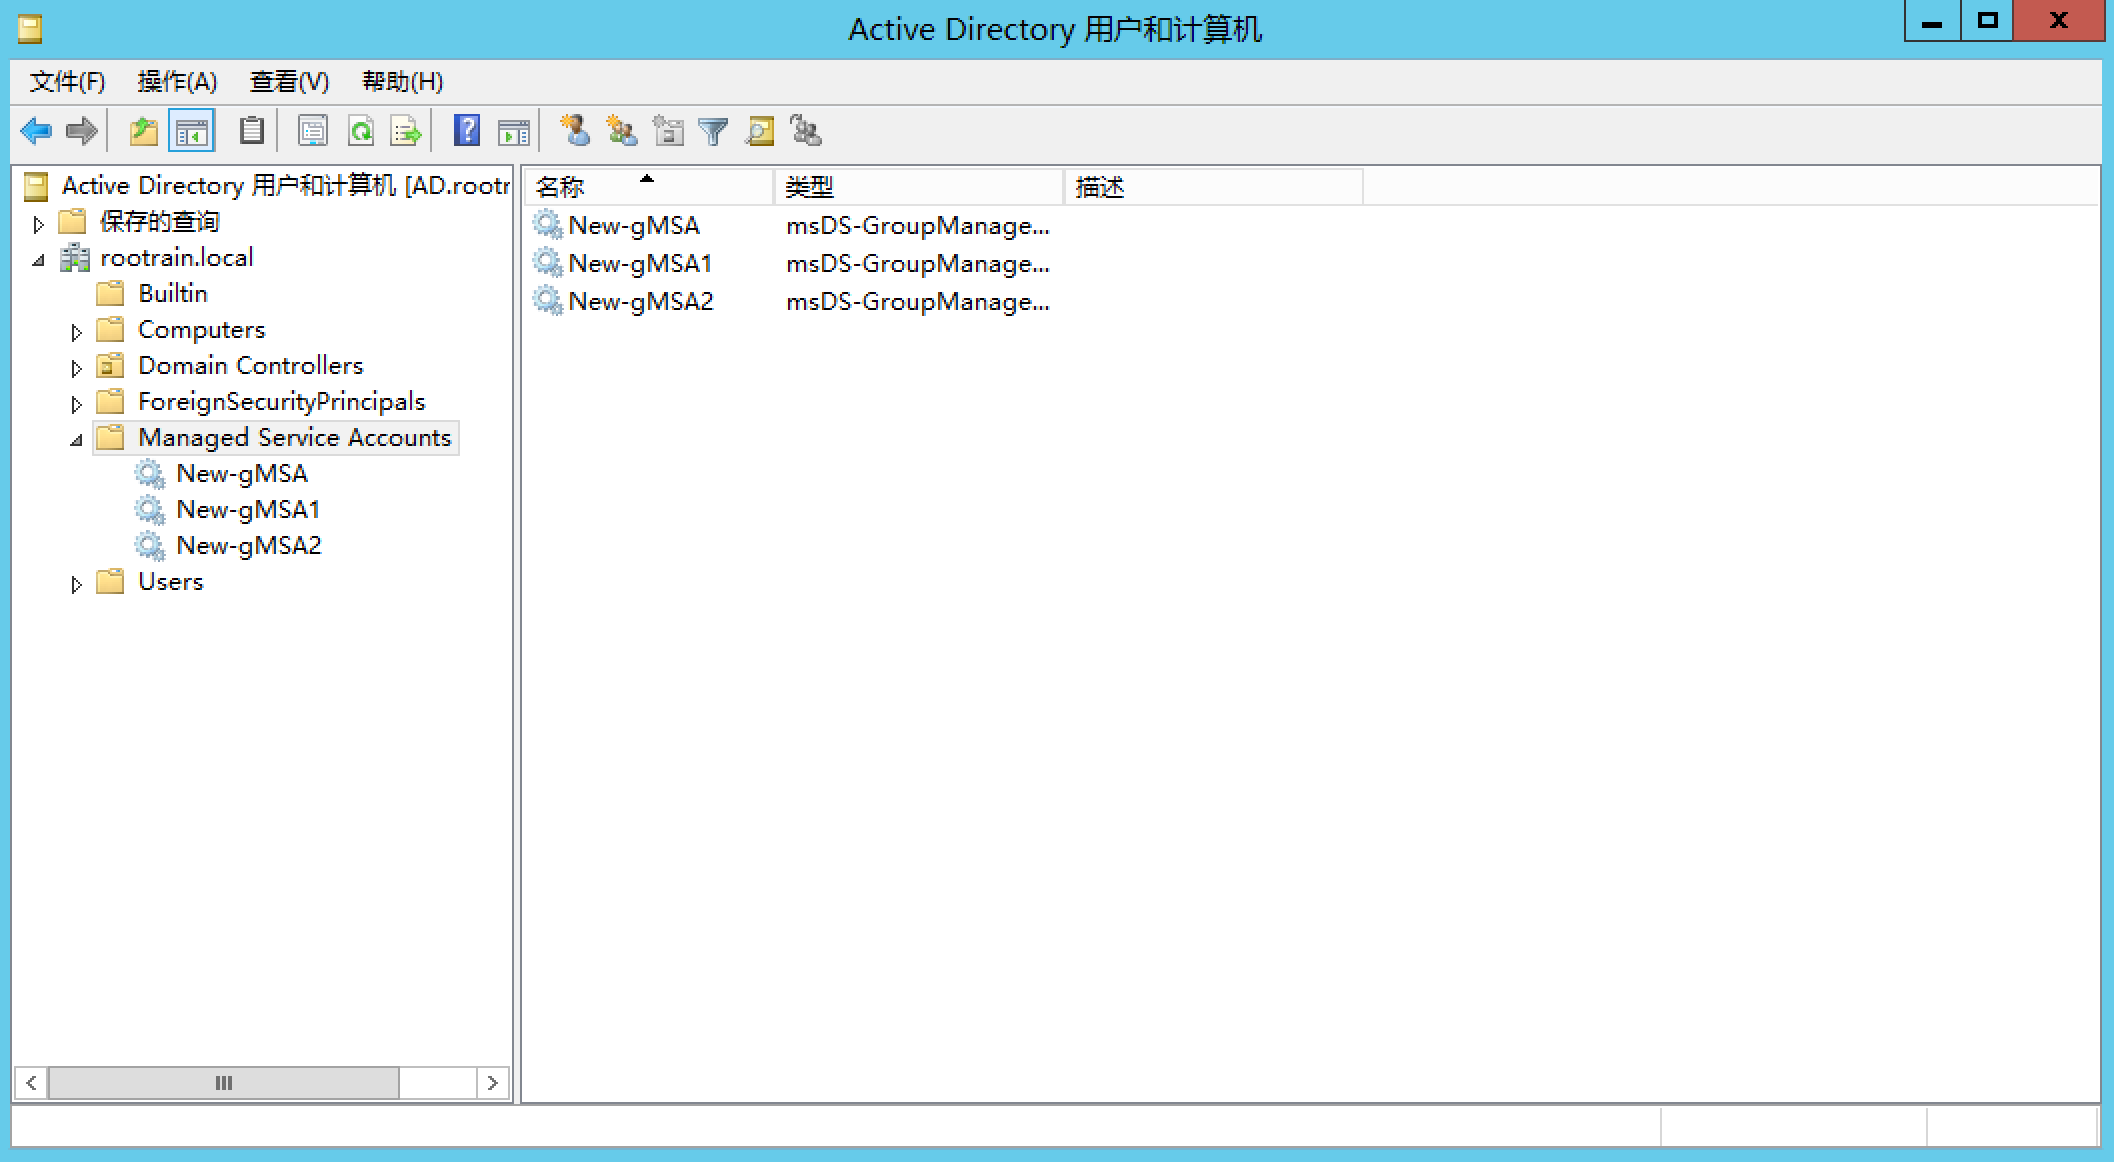 Active Directory 用户和计算机
文件(F) 操作(A) 查看(V) 帮助(H)
Active Directory 用户和计算机 [AD.rootr
保存的查询
rootrain.local
Builtin
Computers
Domain Controllers
ForeignSecurityPrincipals
Managed Service Accounts
New-gMSA
New-gMSA1
New-gMSA2
Users
名称 类型 描述
New-gMSA msDS-GroupManage...
New-gMSA1 msDS-GroupManage...
New-gMSA2 msDS-GroupManage...